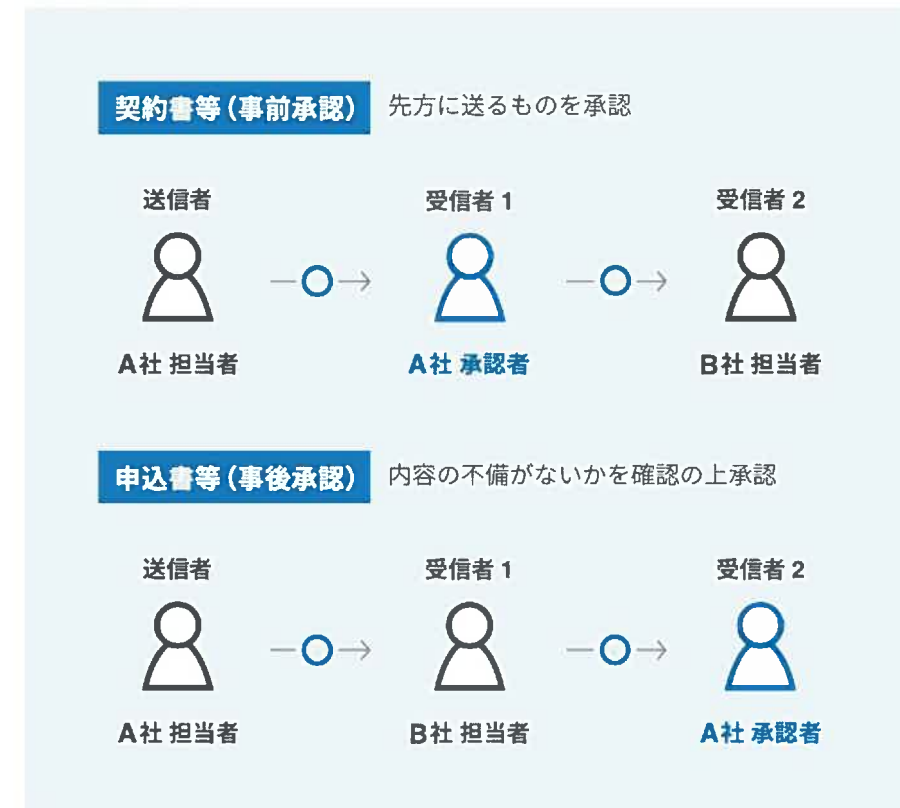 契約書等（事前承認） 先方に送るものを承認
送信者 受信者 1 受信者 2
A社 担当者 A社 承認者 B社 担当者
申込書等（事後承認） 内容の不備がないかを確認の上承認
送信者 受信者 1 受信者 2
A社 担当者 B社 担当者 A社 承認者